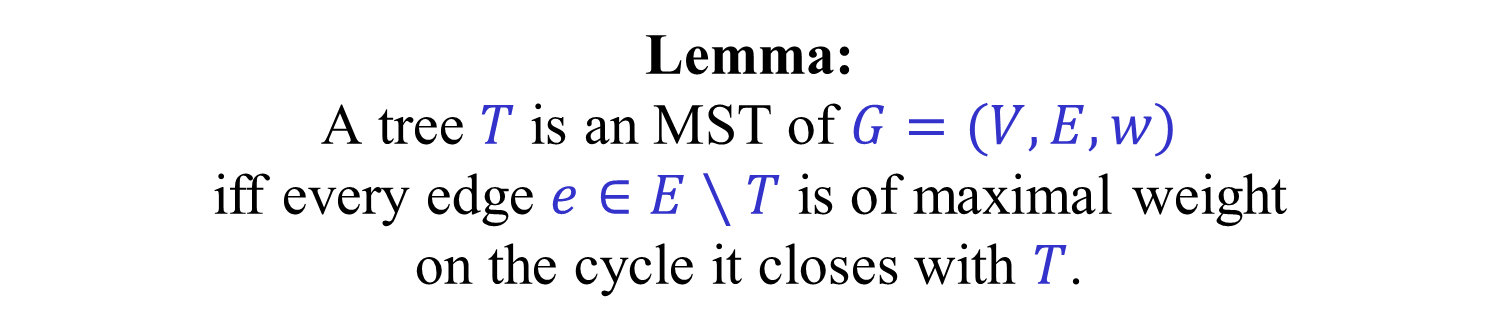 Lemma:
A tree T is an MST of G = (V, E, w)
iff every edge e ∈ E \ T is of maximal weight
on the cycle it closes with T.